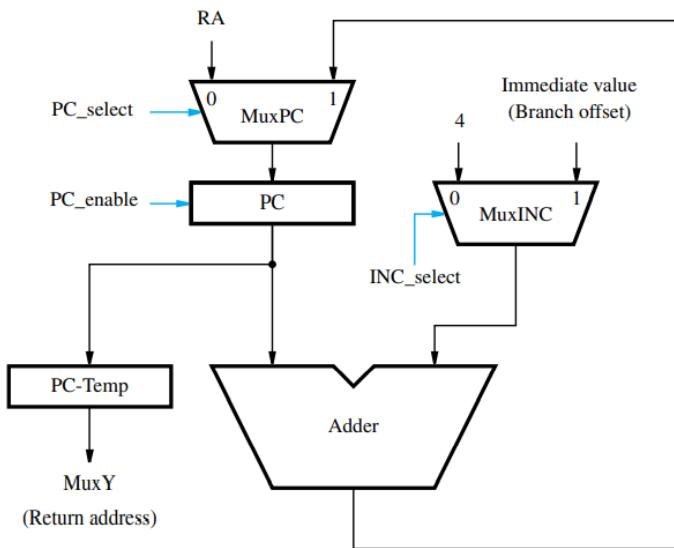 RA
Immediate value
(Branch offset)
PC_select
0
1
MuxPC
4
PC_enable
PC
0
1
MuxINC
INC_select
PC-Temp
Adder
MuxY
(Return address)